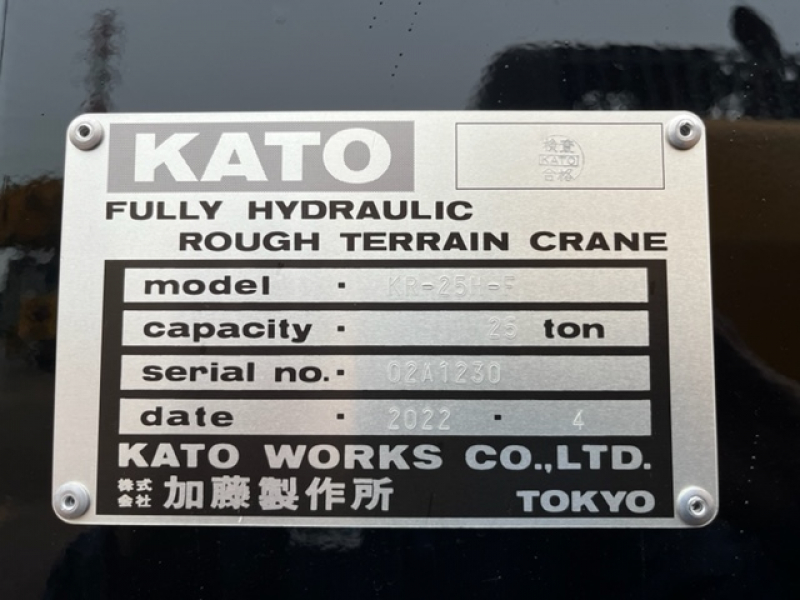 KATO
検査
KATO
合格
FULLY HYDRAULIC
ROUGH TERRAIN CRANE
model · KR-25H-F
capacity · 25 ton
serial no. · 02A1230
date · 2022 · 4
KATO WORKS CO.,LTD.
株式会社 加藤製作所 TOKYO